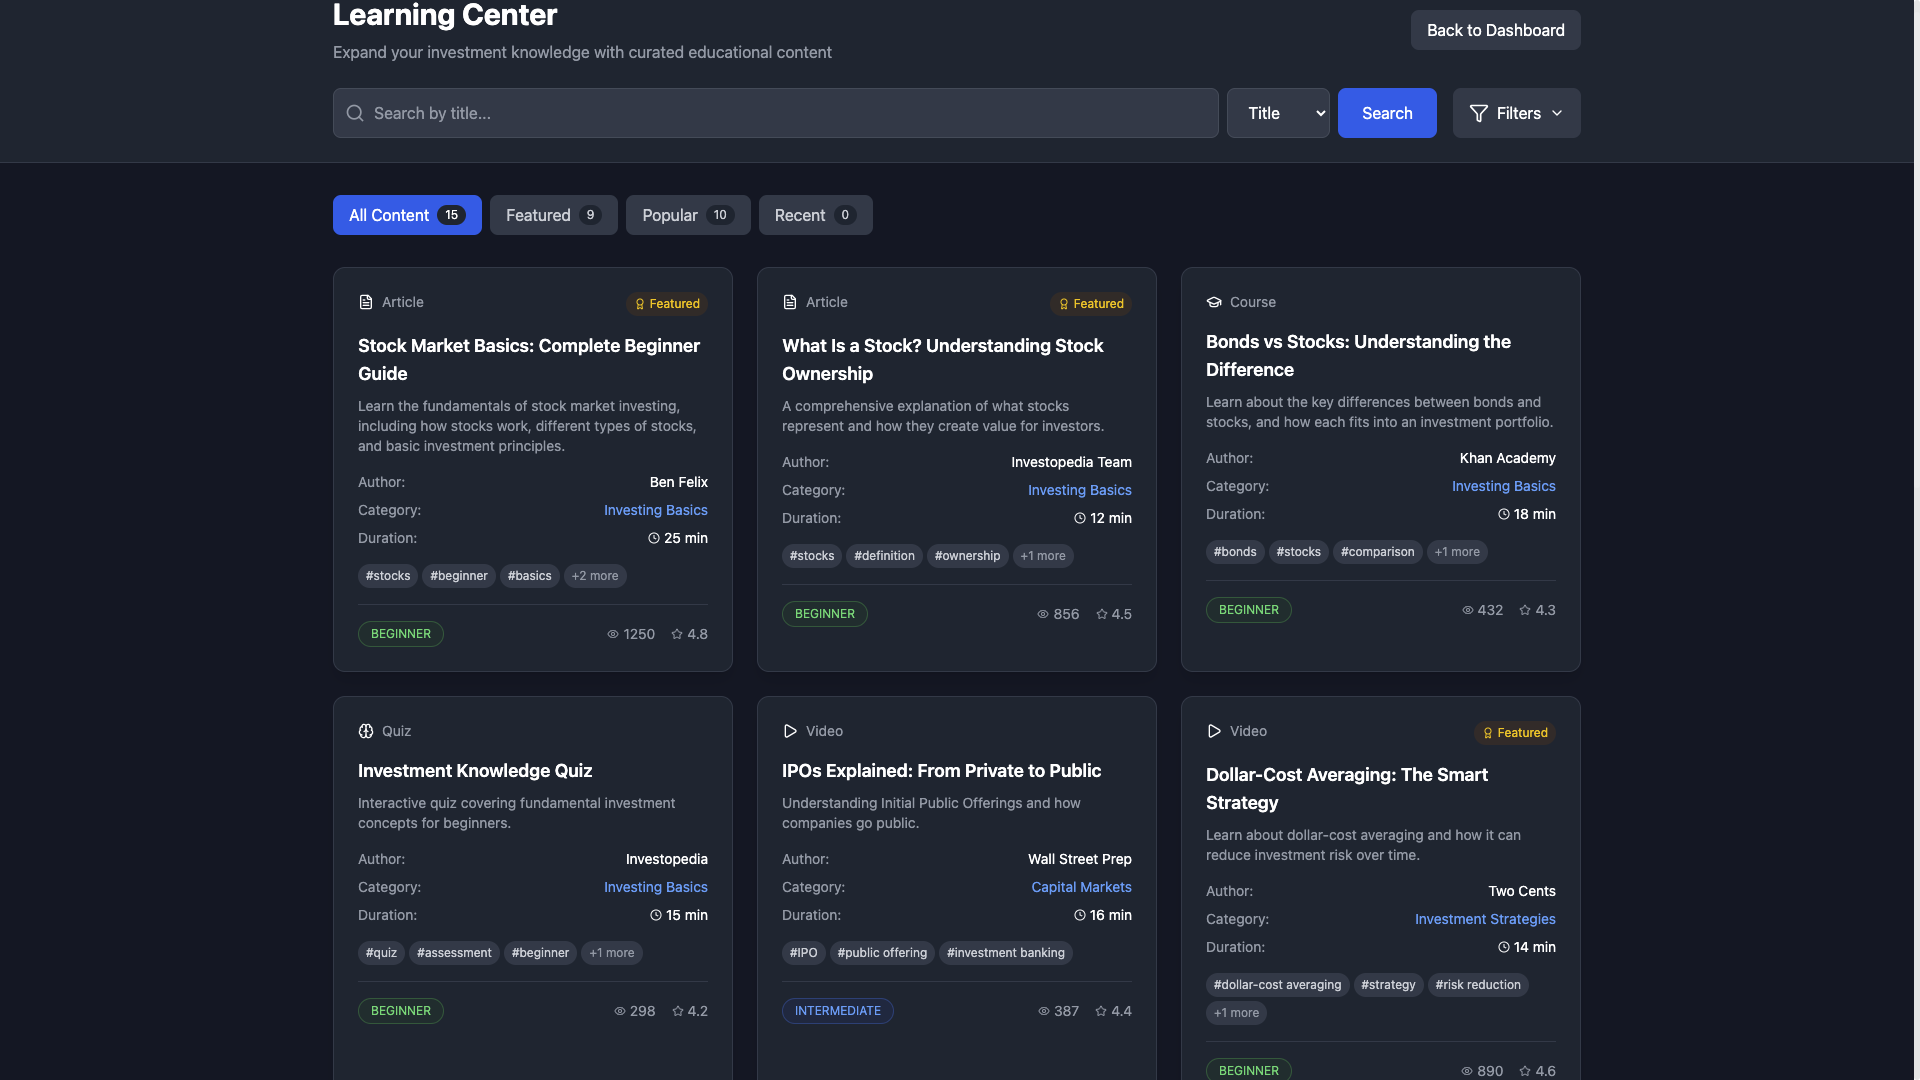 Learning Center
Expand your investment knowledge with curated educational content
Back to Dashboard
Search by title...
Title
Search
Filters
All Content 15
Featured 9
Popular 10
Recent 0
Article
Featured
Stock Market Basics: Complete Beginner
Guide
Learn the fundamentals of stock market investing,
including how stocks work, different types of stocks,
and basic investment principles.
Author: Ben Felix
Category: Investing Basics
Duration: 25 min
#stocks #beginner #basics +2 more
BEGINNER 1250 4.8
Article
Featured
What Is a Stock? Understanding Stock
Ownership
A comprehensive explanation of what stocks
represent and how they create value for investors.
Author: Investopedia Team
Category: Investing Basics
Duration: 12 min
#stocks #definition #ownership +1 more
BEGINNER 856 4.5
Course
Bonds vs Stocks: Understanding the
Difference
Learn about the key differences between bonds and
stocks, and how each fits into an investment portfolio.
Author: Khan Academy
Category: Investing Basics
Duration: 18 min
#bonds #stocks #comparison +1 more
BEGINNER 432 4.3
Quiz
Investment Knowledge Quiz
Interactive quiz covering fundamental investment
concepts for beginners.
Author: Investopedia
Category: Investing Basics
Duration: 15 min
#quiz #assessment #beginner +1 more
BEGINNER 298 4.2
Video
IPOs Explained: From Private to Public
Understanding Initial Public Offerings and how
companies go public.
Author: Wall Street Prep
Category: Capital Markets
Duration: 16 min
#IPO #public offering #investment banking
INTERMEDIATE 387 4.4
Video
Featured
Dollar-Cost Averaging: The Smart
Strategy
Learn about dollar-cost averaging and how it can
reduce investment risk over time.
Author: Two Cents
Category: Investment Strategies
Duration: 14 min
#dollar-cost averaging #strategy #risk reduction
+1 more
BEGINNER 890 4.6